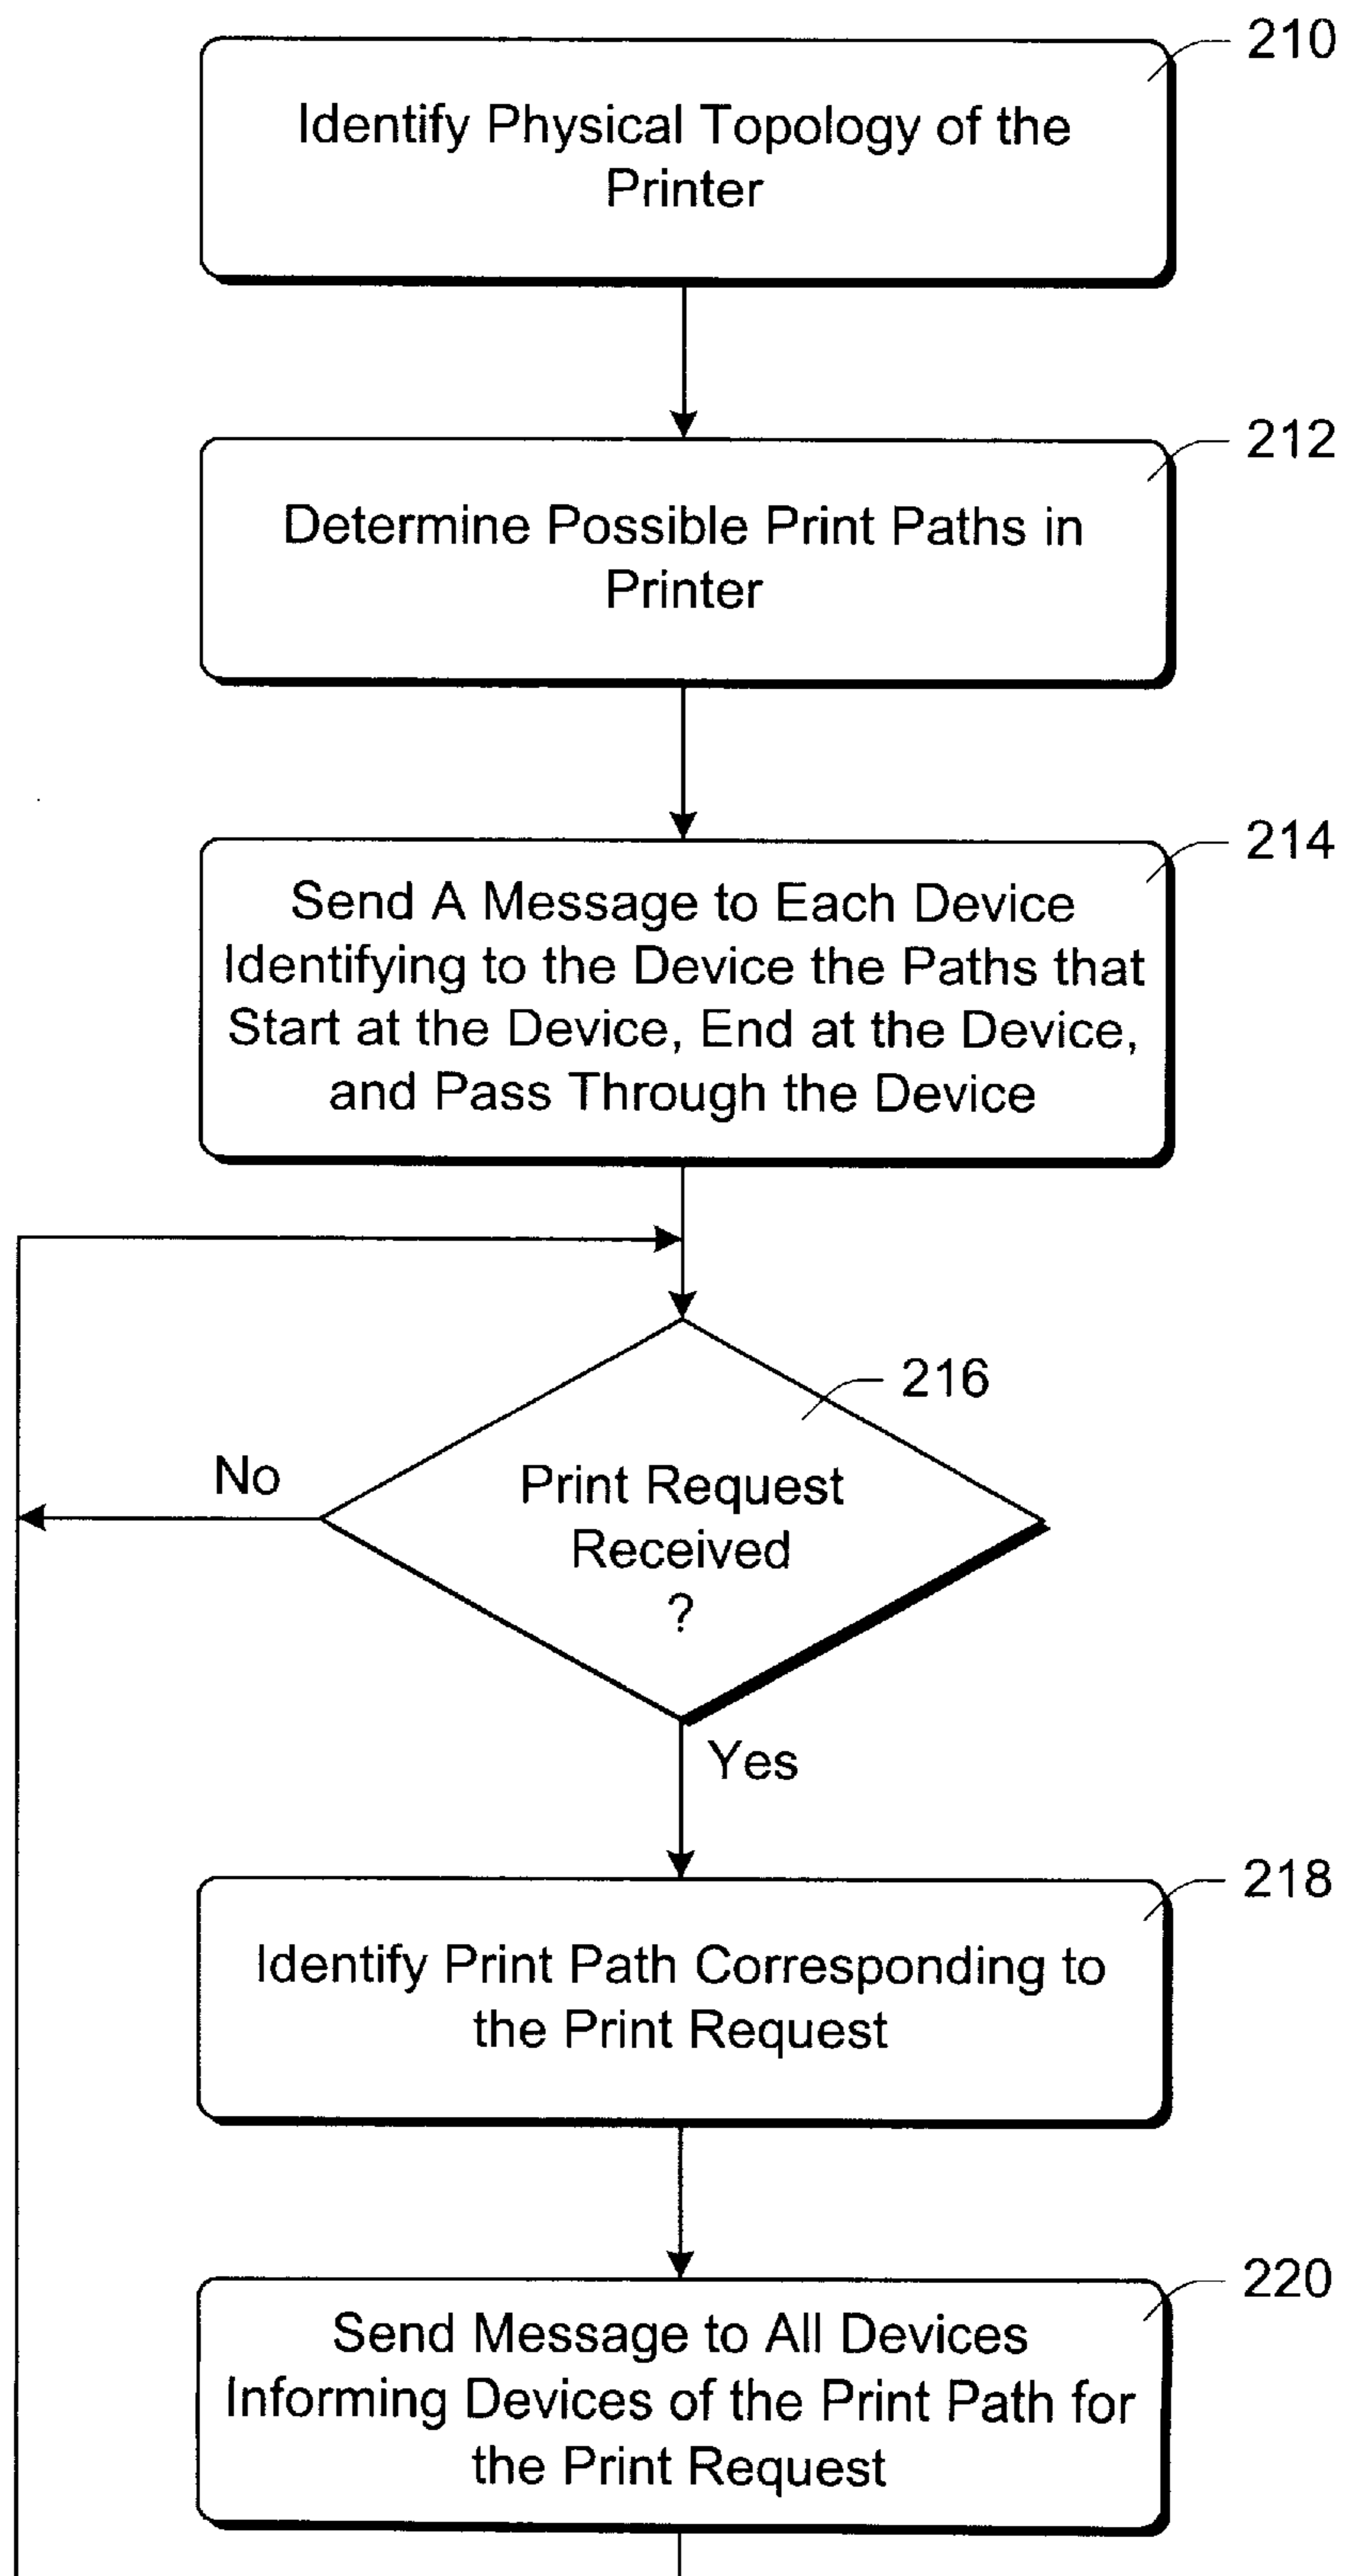 210
Identify Physical Topology of the
Printer
212
Determine Possible Print Paths in
Printer
214
Send A Message to Each Device
Identifying to the Device the Paths that
Start at the Device, End at the Device,
and Pass Through the Device
216
No
Print Request
Received
?
Yes
218
Identify Print Path Corresponding to
the Print Request
220
Send Message to All Devices
Informing Devices of the Print Path for
the Print Request